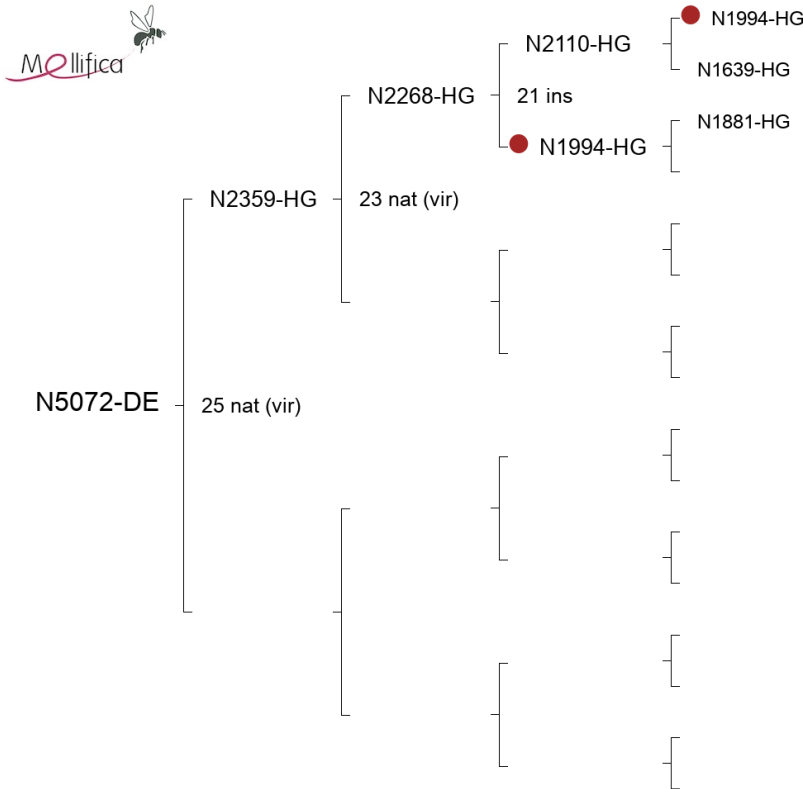 Mellifica
N1994-HG
N2110-HG
N1639-HG
N2268-HG
21 ins
N1881-HG
N1994-HG
N2359-HG
23 nat (vir)
N5072-DE
25 nat (vir)